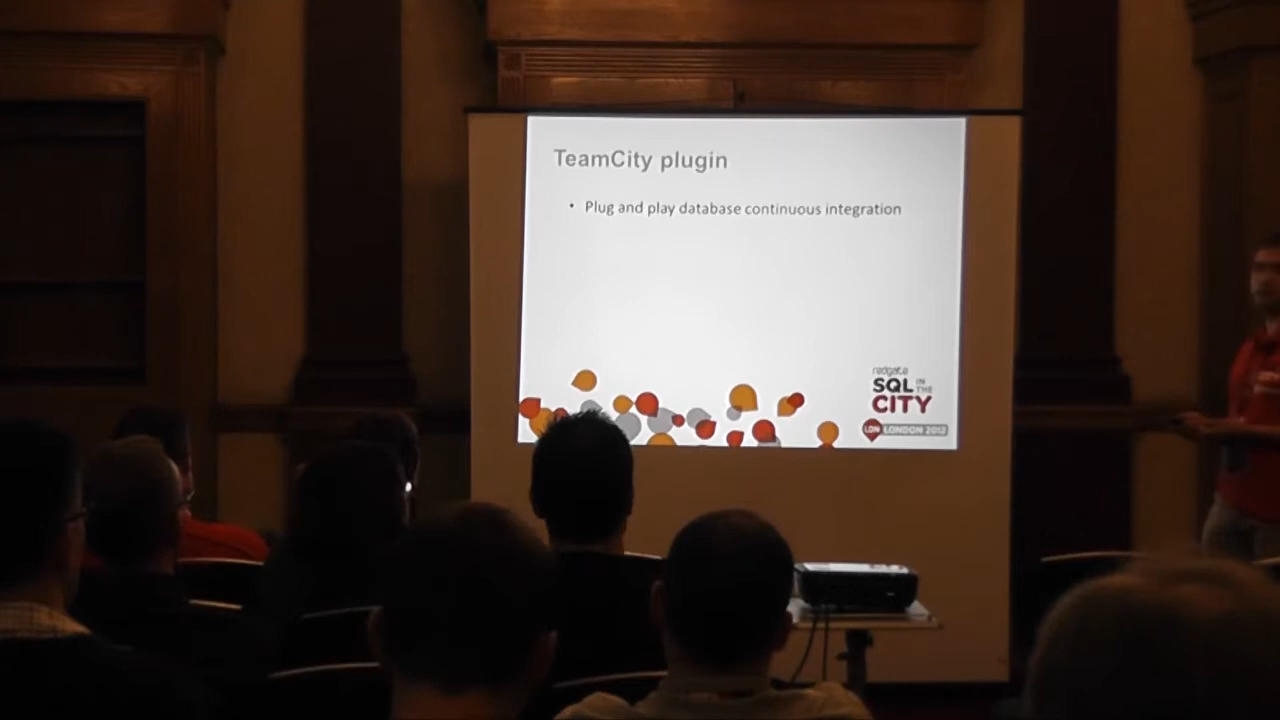 TeamCity plugin
• Plug and play database continuous integration
redgate
SQL IN THE
CITY
LDN LONDON 2012